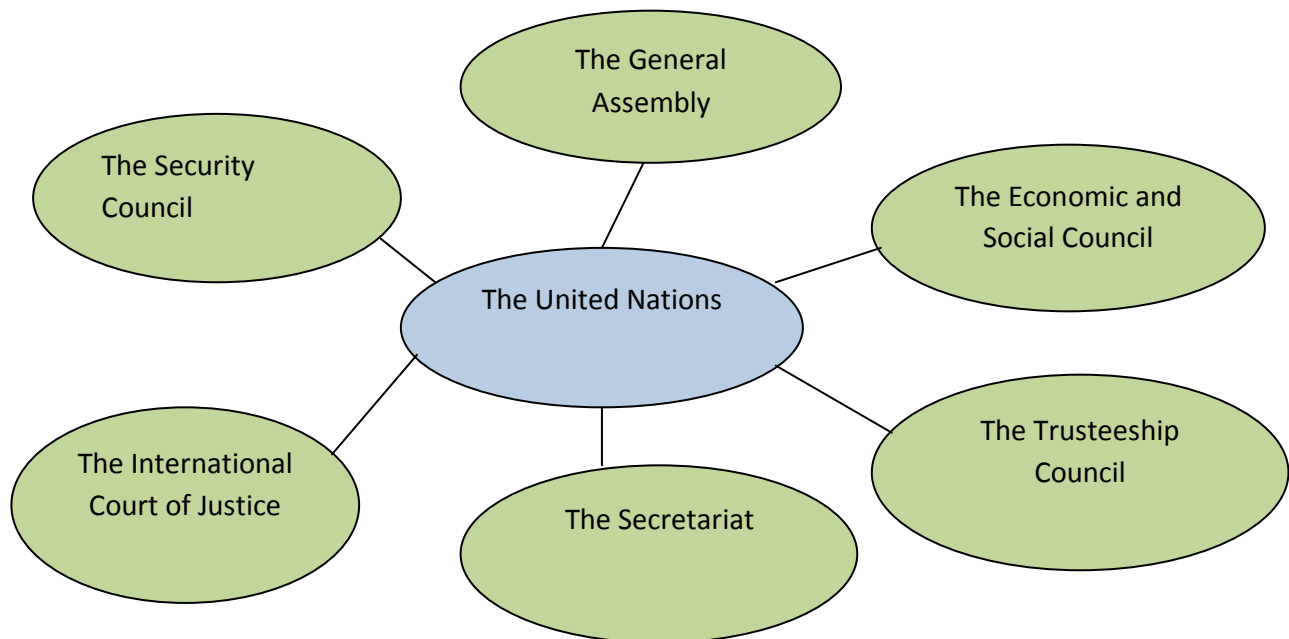 The General
Assembly
The Security
Council
The Economic and
Social Council
The United Nations
The Trusteeship
Council
The International
Court of Justice
The Secretariat